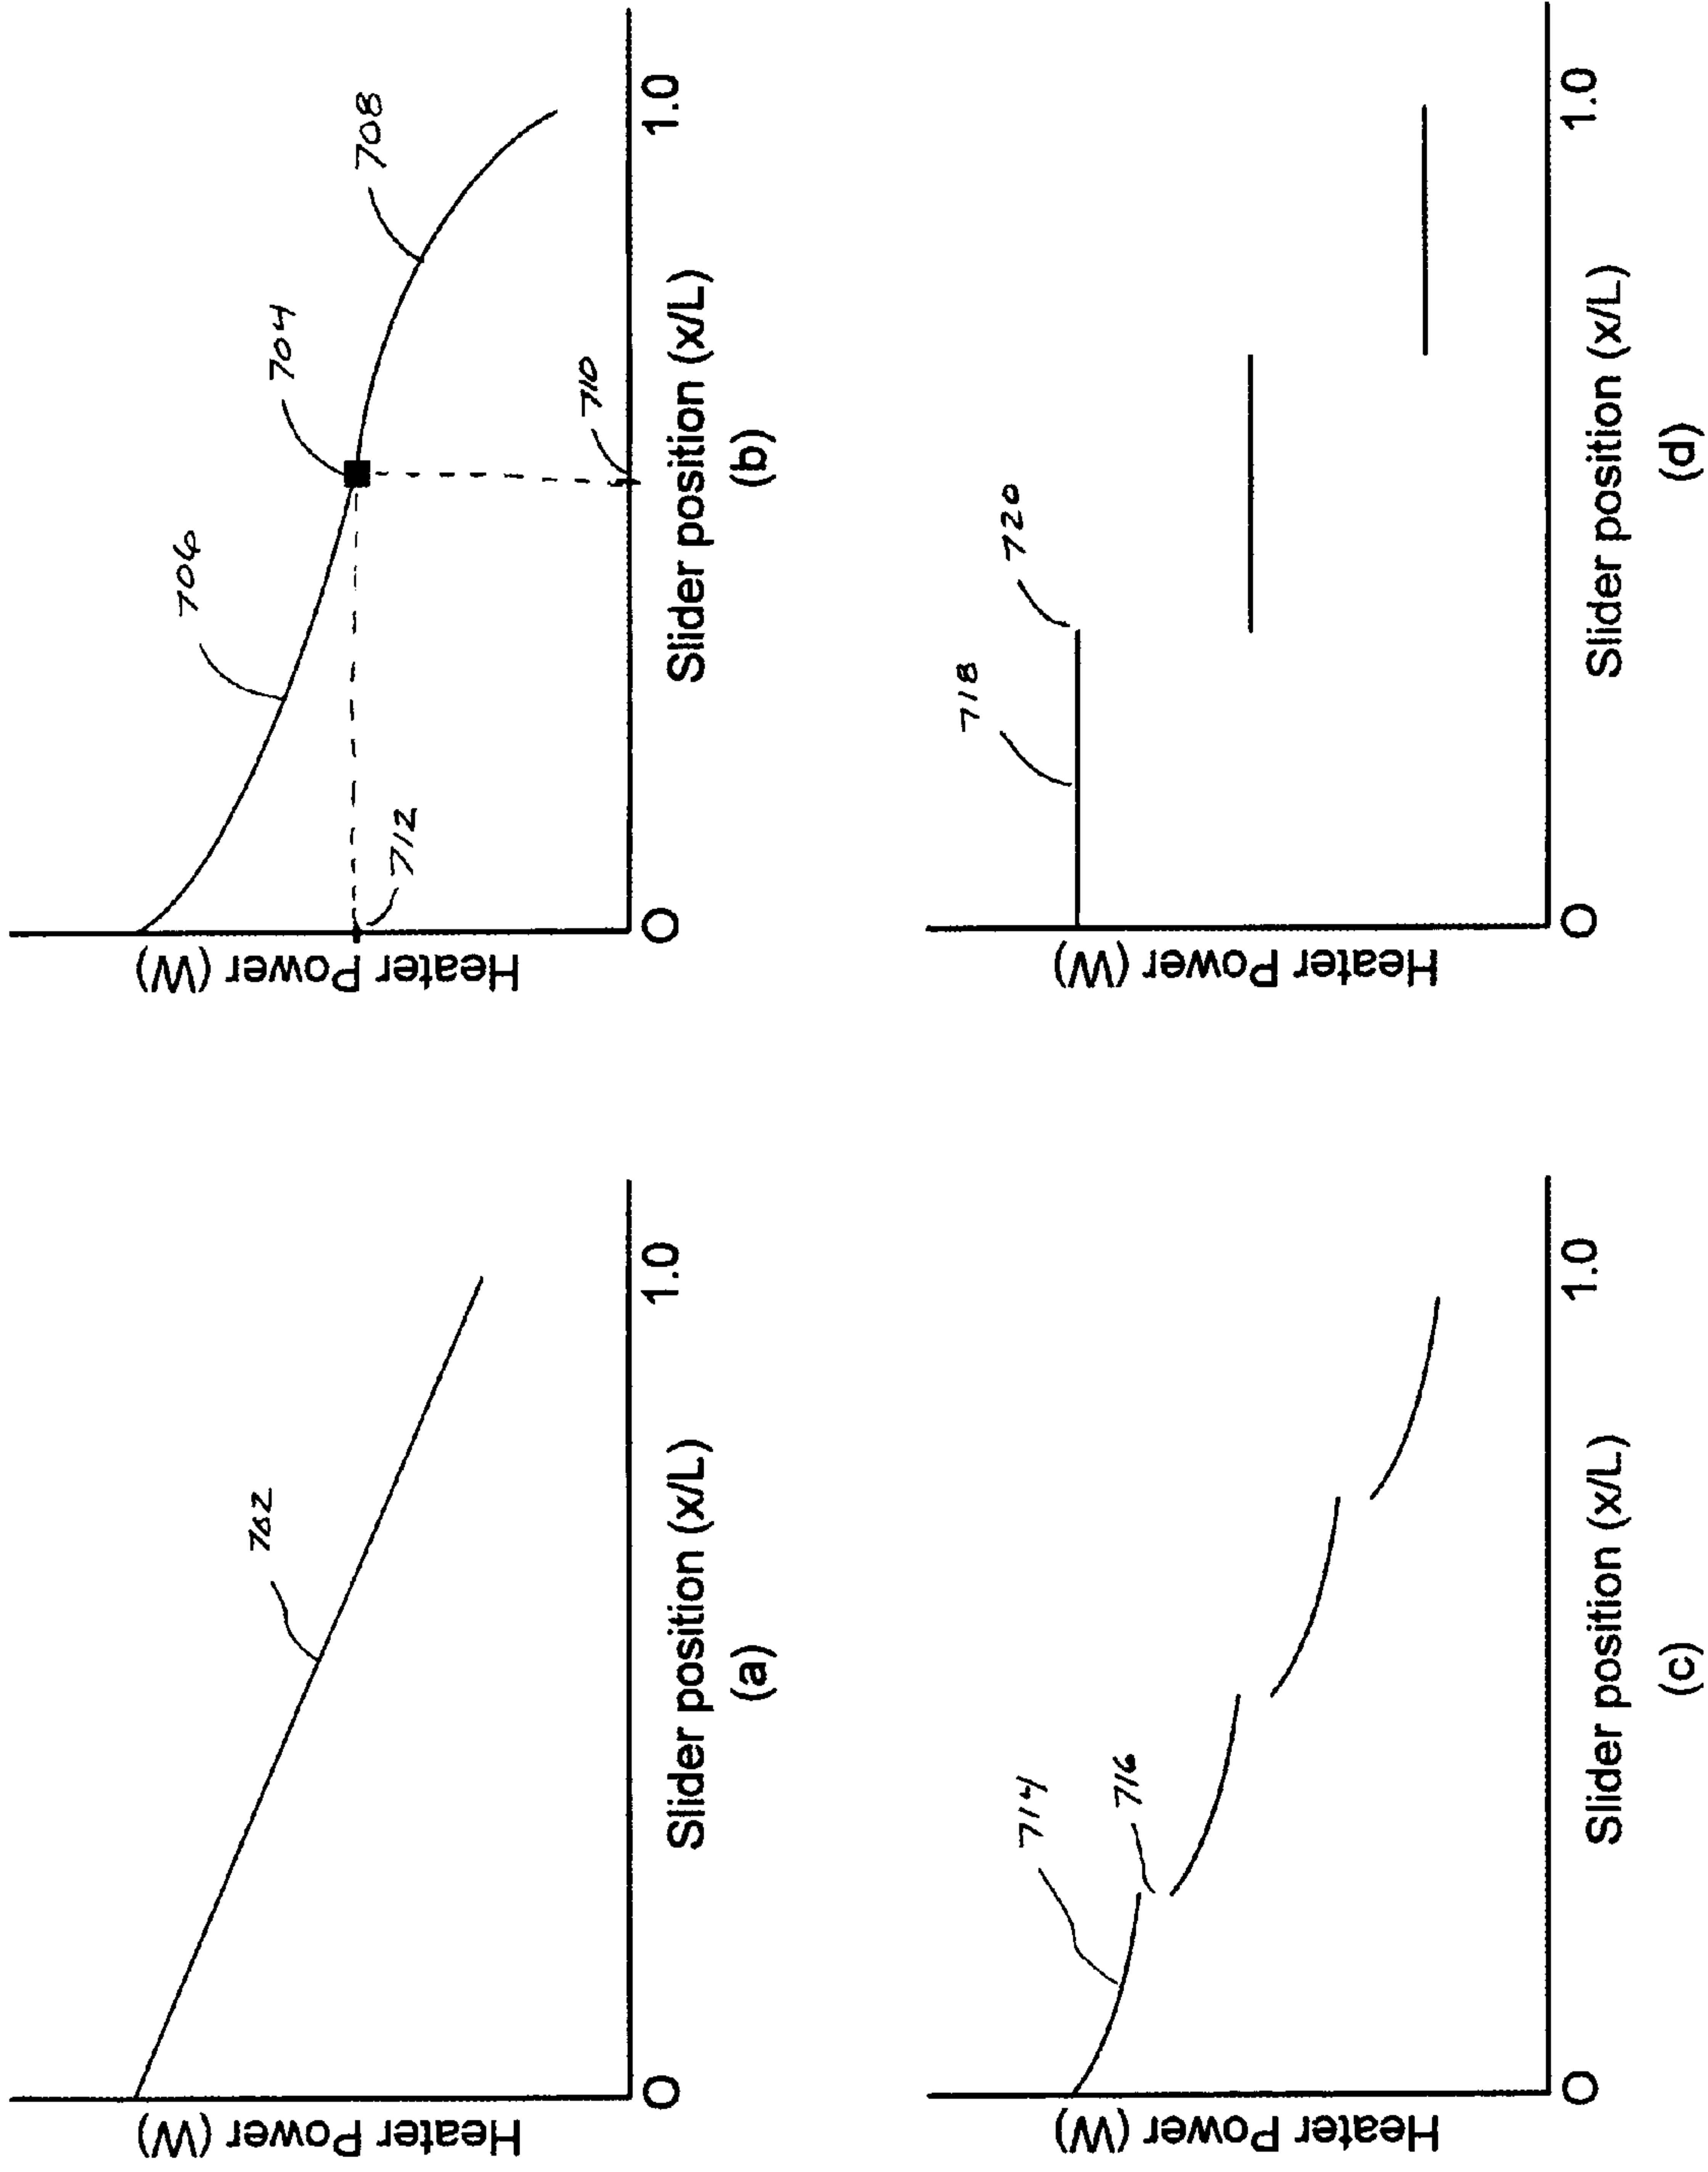 702
Heater Power (W)
0
1.0
Slider position (x/L)
(a)
704
706
708
710
712
Heater Power (W)
0
1.0
Slider position (x/L)
(b)
714
716
Heater Power (W)
0
1.0
Slider position (x/L)
(c)
718
720
Heater Power (W)
0
1.0
Slider position (x/L)
(d)